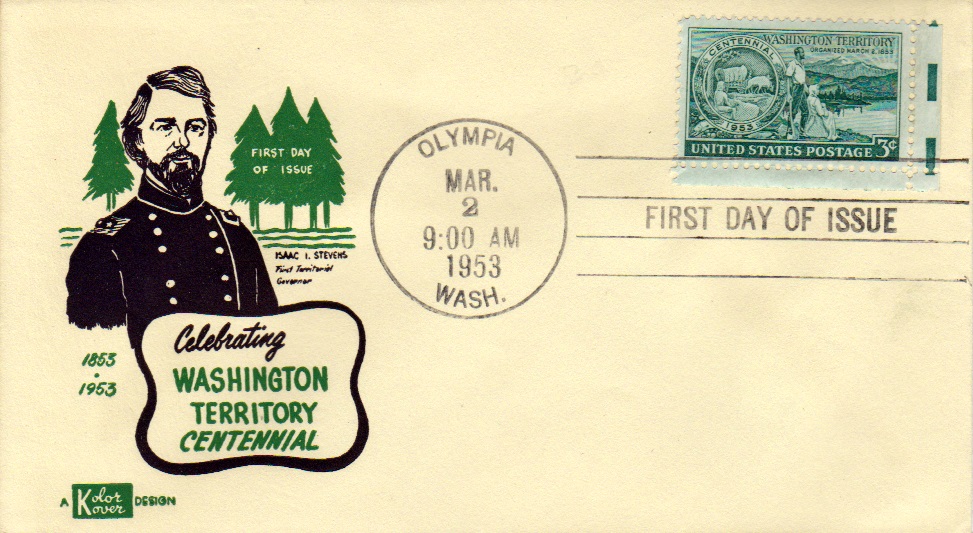 FIRST DAY
OF ISSUE
ISAAC I. STEVENS
First Territorial
Governor
1853
·
1953
Celebrating
WASHINGTON
TERRITORY
CENTENNIAL
A Kolor Kover DESIGN
OLYMPIA
MAR.
2
9:00 AM
1953
WASH.
CENTENNIAL
1953
WASHINGTON TERRITORY
ORGANIZED MARCH 2, 1853
UNITED STATES POSTAGE 3¢
FIRST DAY OF ISSUE